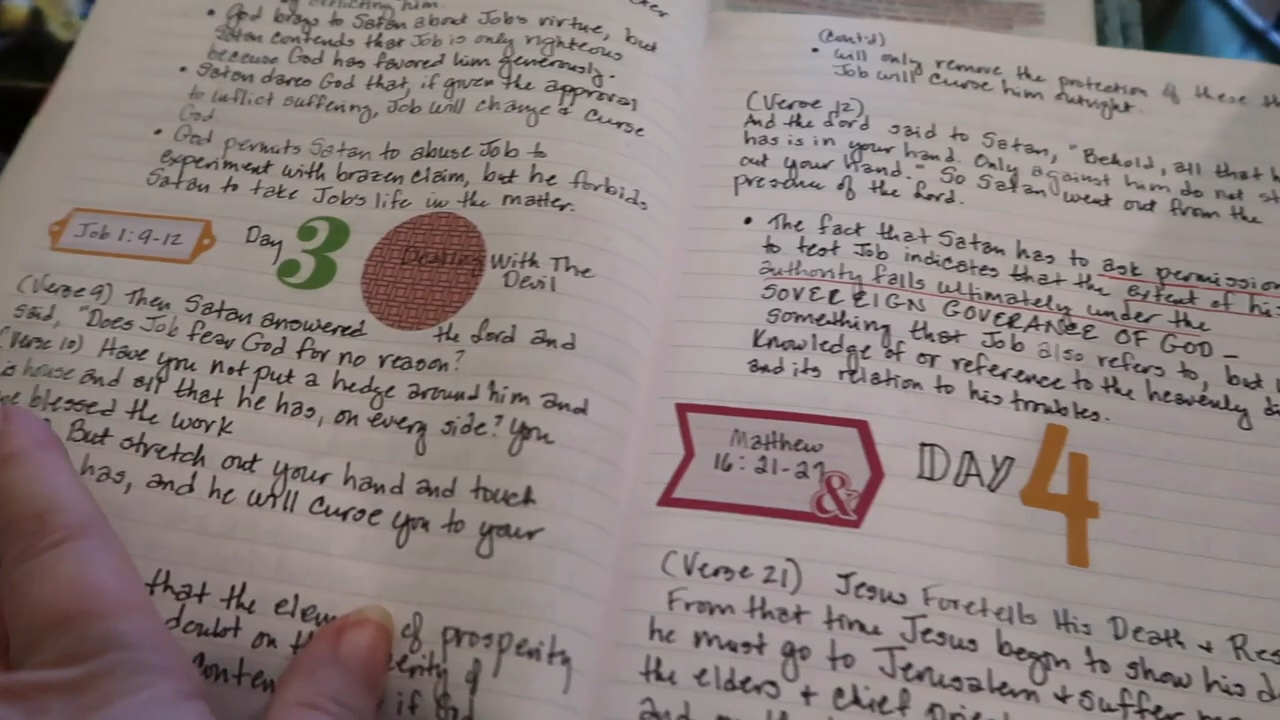 him.
• God brags to Satan about Job's virtue, but
Satan contends that Job is only righteous
because God has favored him generously.
• Satan dares God that, if given the approval
to inflict suffering, Job will change & curse
God
• God permits Satan to abuse Job to
experiment with brazen claim, but he forbids
Satan to take Job's life in the matter.
Job 1:9-12
Day 3 Dealing With The
Devil
(Verse 9) Then Satan answered the Lord and
said, "Does Job fear God for no reason?
(Verse 10) Have you not put a hedge around him and
house and all that he has, on every side? You
blessed the work
But stretch out your hand and touch
has, and he will curse you to your
that the of prosperity
doubt on
if
(cont'd)
• will only remove the protection of these
Job will curse him outright.
(Verse 12)
And the Lord said to Satan, "Behold, all that
has is in your hand. Only against him do not
out your hand." So Satan went out from the
presence of the Lord.
• The fact that Satan has to ask permission
to test Job indicates that the extent of
authority falls ultimately under the
SOVEREIGN GOVERANCE OF GOD -
something that Job also refers to, but
Knowledge of or reference to the heavenly
and its relation to his troubles.
Matthew
16: 21-27
&
DAY 4
(Verse 21) Jesus Foretells His Death +
From that time Jesus began to show his
he must go to Jerusalem + suffer
the elders + chief
and